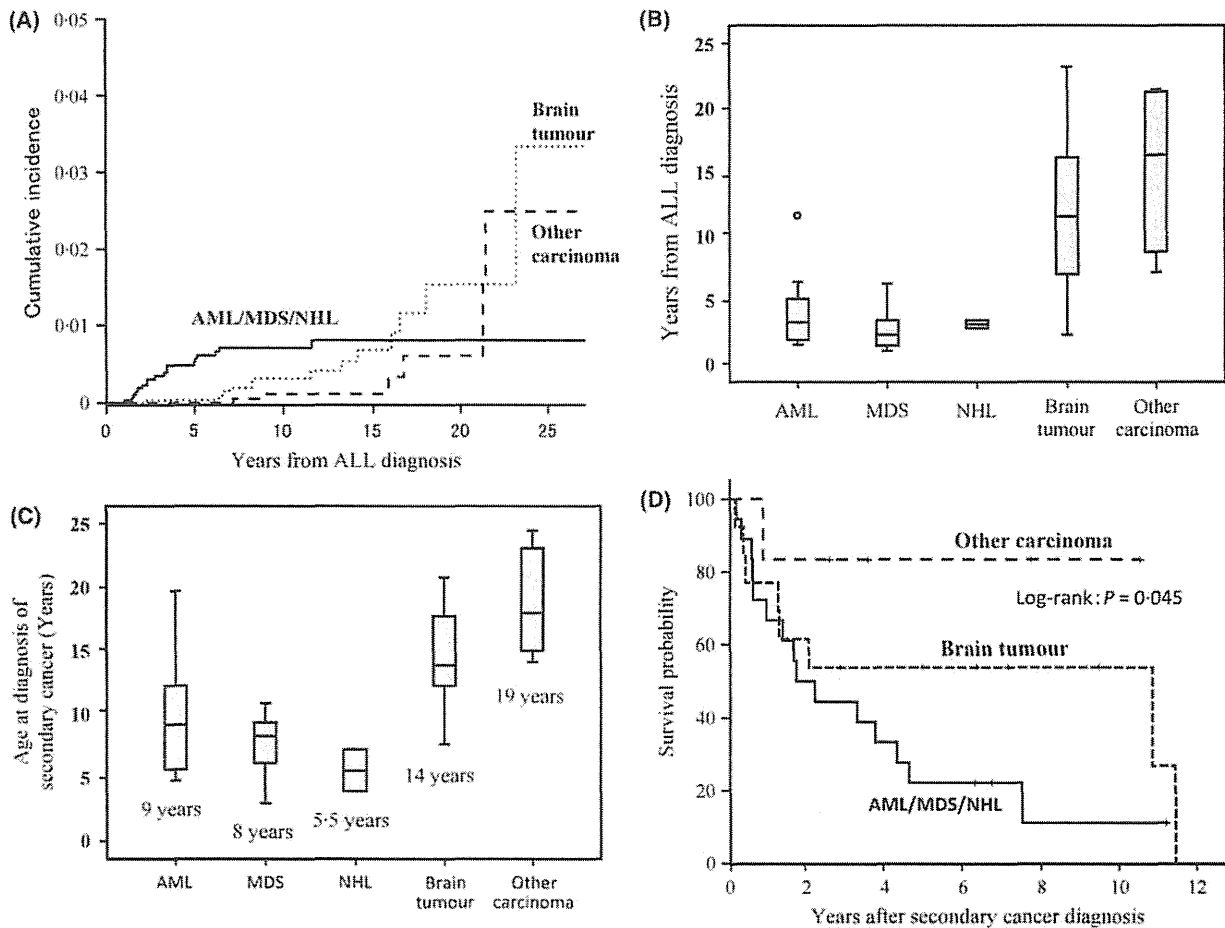 (A)
0·05
0·04
0·03
0·02
0·01
0
Cumulative incidence
Brain
tumour
Other
carcinoma
AML/MDS/NHL
0 5 10 15 20 25
Years from ALL diagnosis
(B)
25
20
15
10
5
0
Years from ALL diagnosis
AML MDS NHL Brain tumour Other carcinoma
(C)
25
20
15
10
5
0
Age at diagnosis of
secondary cancer (Years)
9 years
8 years
5·5 years
14 years
19 years
AML MDS NHL Brain tumour Other carcinoma
(D)
100
80
60
40
20
0
Survival probability
Other carcinoma
Log-rank: P = 0·045
Brain tumour
AML/MDS/NHL
0 2 4 6 8 10 12
Years after secondary cancer diagnosis